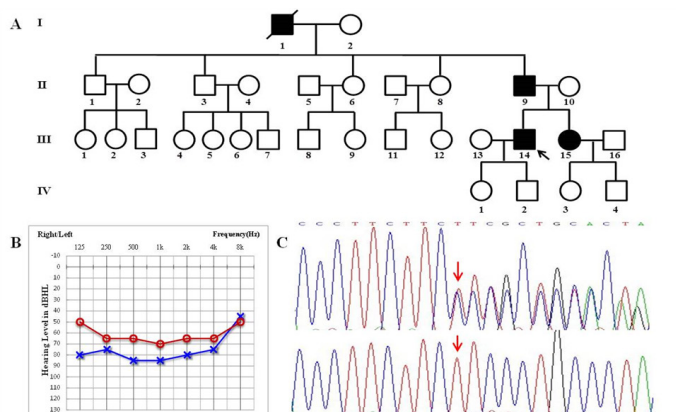 A
I
1 2
II
1 2 3 4 5 6 7 8 9 10
III
1 2 3 4 5 6 7 8 9 11 12 13 14 15 16
IV
1 2 3 4
B
Right/Left Frequency(Hz)
125 250 500 1k 2k 4k 8k
Hearing Level in dBHL
-10
0
10
20
30
40
50
60
70
80
90
100
110
120
130
C
C C C T T C T T C T T C G C T G C A C T A